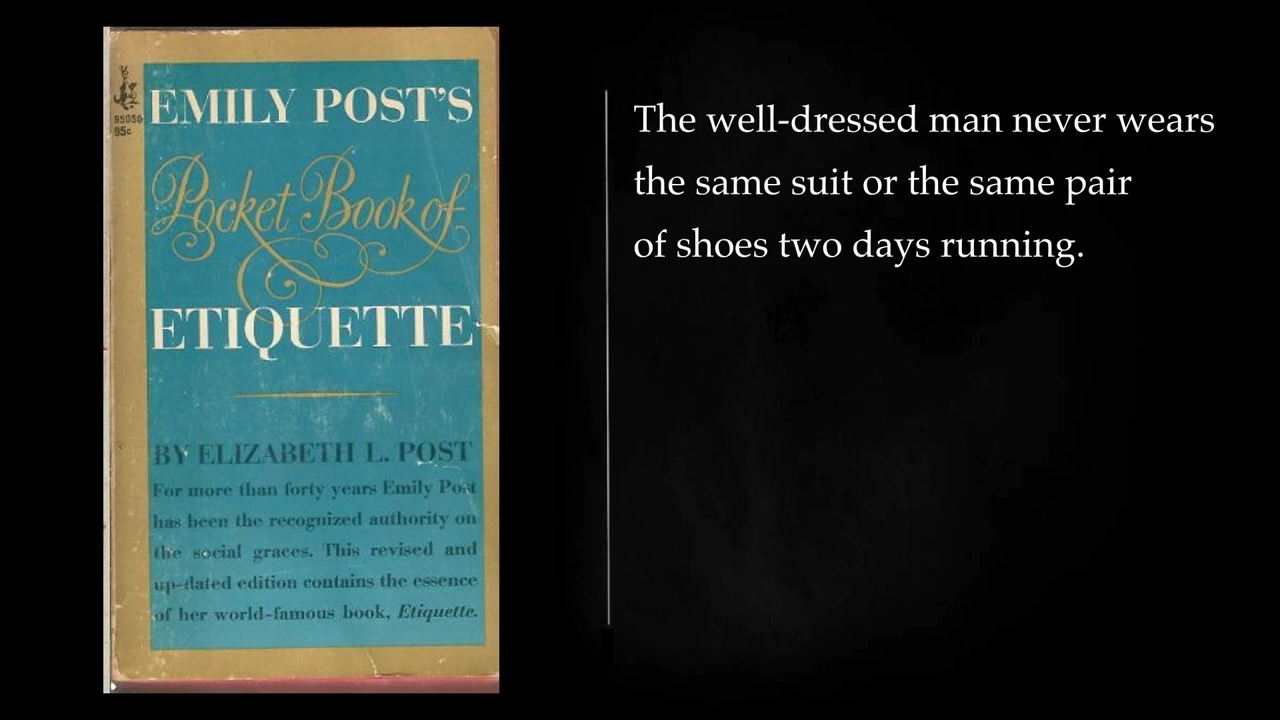 EMILY POST'S
Pocket Book of
ETIQUETTE
95050
95c
BY ELIZABETH L. POST
For more than forty years Emily Post
has been the recognized authority on
the social graces. This revised and
up-dated edition contains the essence
of her world-famous book, Etiquette.
The well-dressed man never wears
the same suit or the same pair
of shoes two days running.